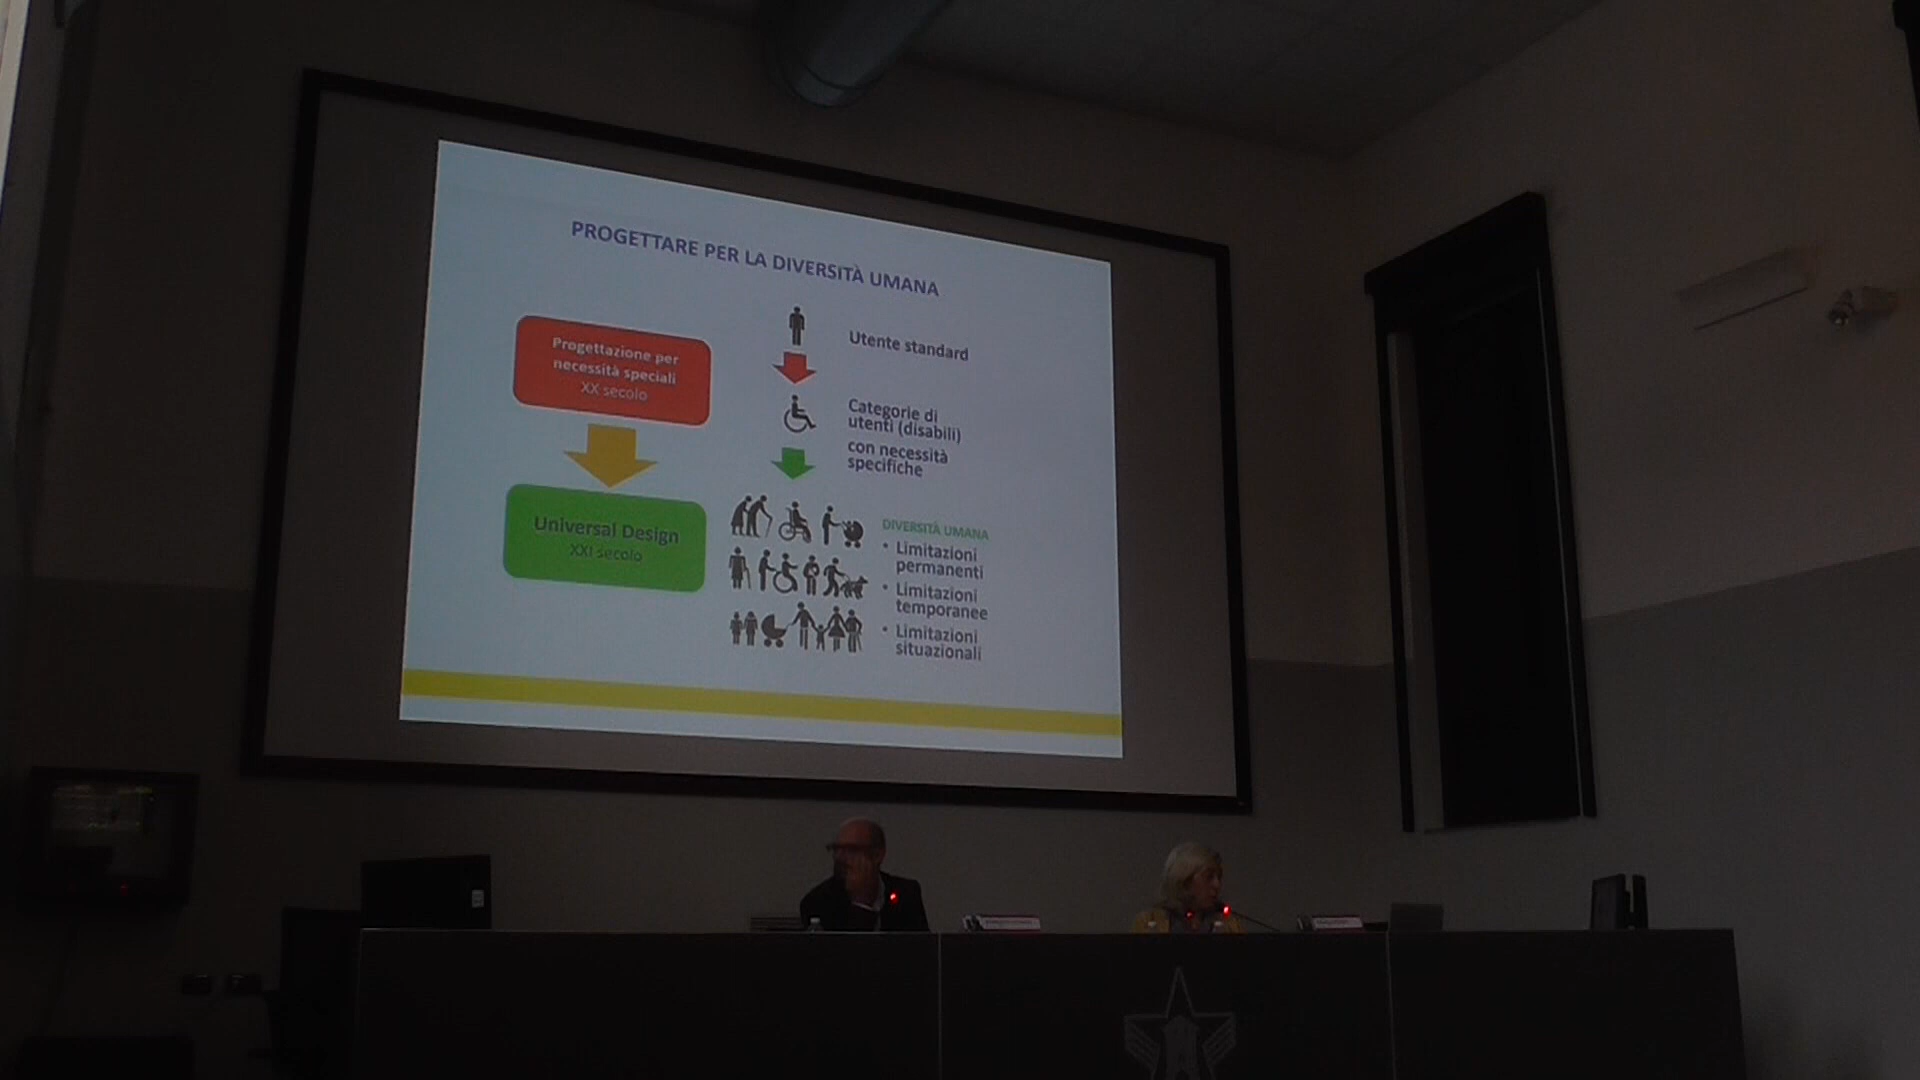 PROGETTARE PER LA DIVERSITÀ UMANA
Progettazione per
necessità speciali
XX secolo
Universal Design
XXI secolo
Utente standard
Categorie di
utenti (disabili)
con necessità
specifiche
DIVERSITÀ UMANA
• Limitazioni
permanenti
• Limitazioni
temporanee
• Limitazioni
situazionali